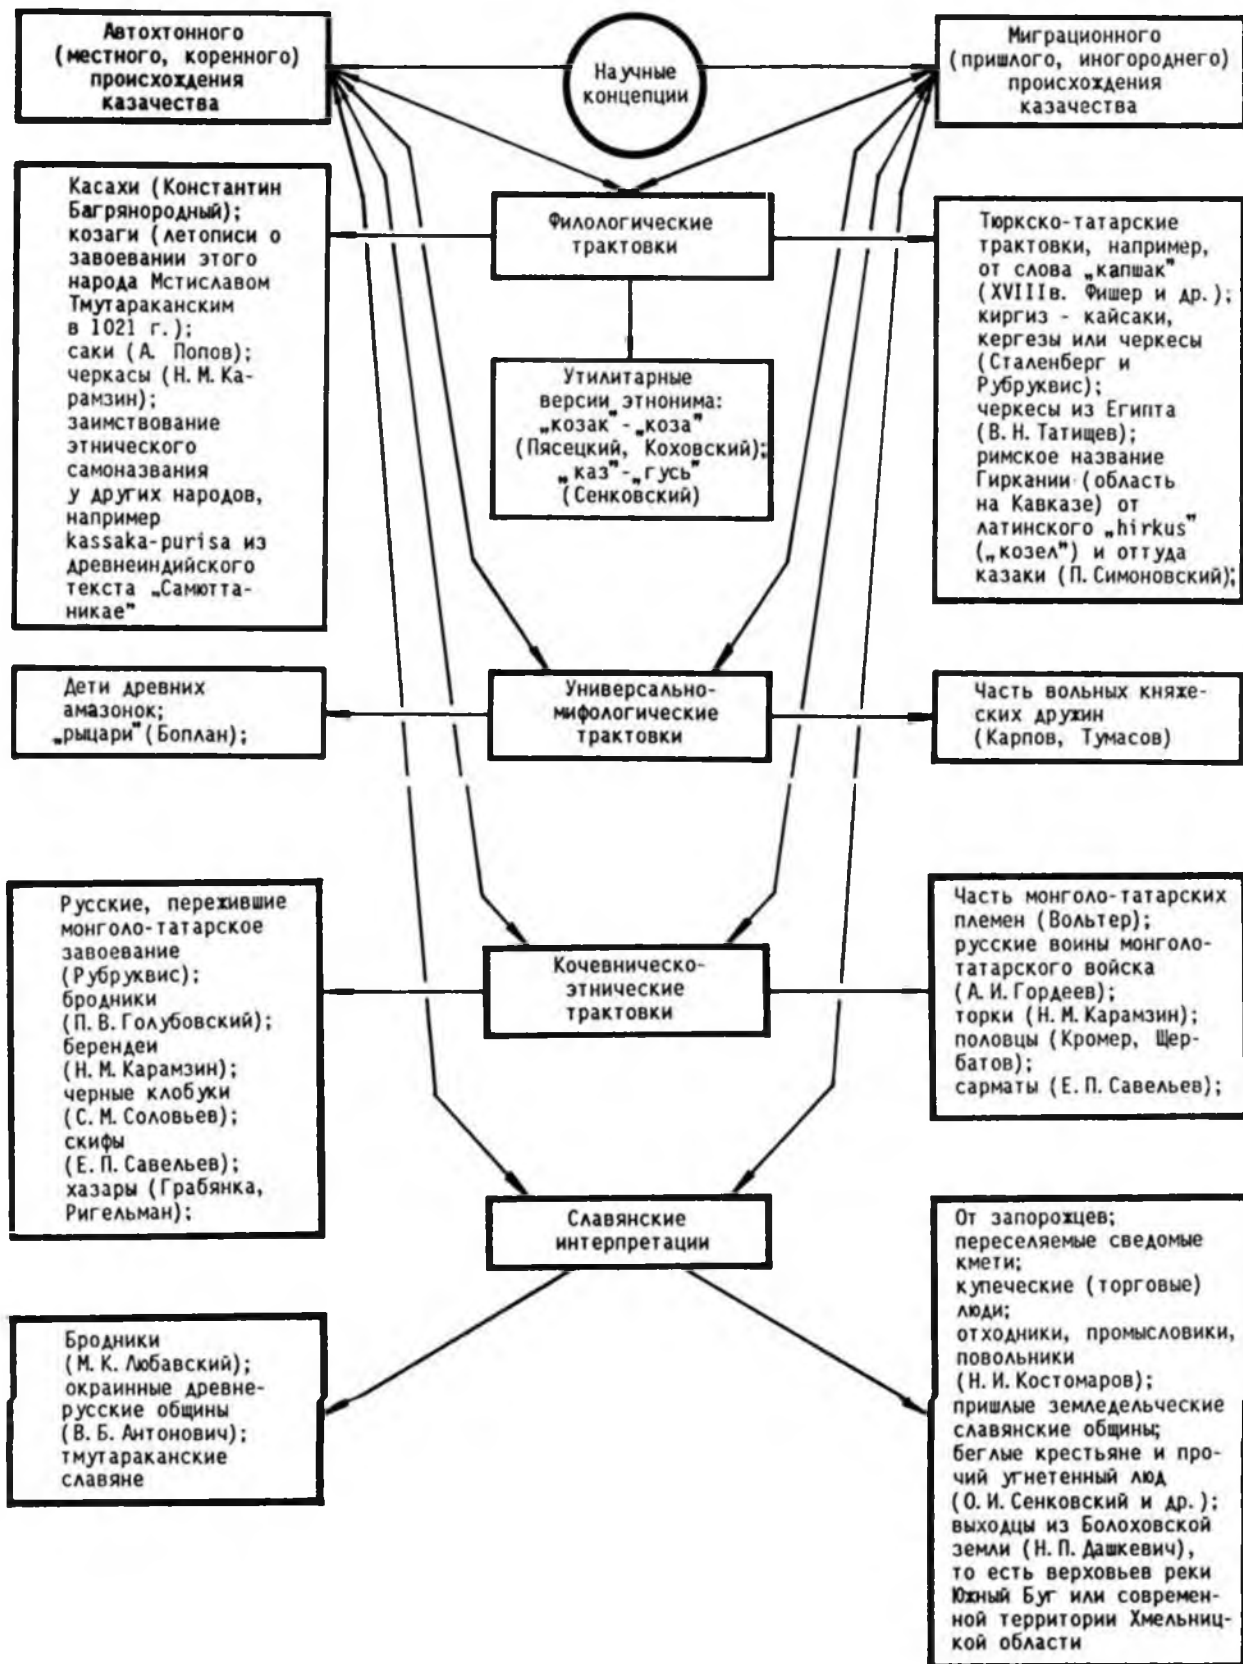 Автохтонного
(местного, коренного)
происхождения
казачества
Научные
концепции
Миграционного
(пришлого, иногороднего)
происхождения
казачества
Касахи (Константин
Багрянородный);
козаги (летописи о
завоевании этого
народа Мстиславом
Тмутараканским
в 1021 г.);
саки (А. Попов);
черкасы (Н. М. Ка-
рамзин);
заимствование
этнического
самоназвания
у других народов,
например
kassaka-purisa из
древнеиндийского
текста „Самютта-
никае"
Филологические
трактовки
Утилитарные
версии этнонима:
„козак"-„коза"
(Пясецкий, Коховский);
„каз"-„гусь"
(Сенковский)
Тюркско-татарские
трактовки, например,
от слова „капшак"
(XVIIIв. Фишер и др.);
киргиз - кайсаки,
кергезы или черкесы
(Сталенберг и
Рубруквис);
черкесы из Египта
(В. Н. Татищев);
римское название
Гиркании (область
на Кавказе) от
латинского „hirkus"
(„козел") и оттуда
казаки (П. Симоновский);
Дети древних
амазонок;
„рыцари" (Боплан);
Универсально-
мифологические
трактовки
Часть вольных княже-
ских дружин
(Карпов, Тумасов)
Русские, пережившие
монголо-татарское
завоевание
(Рубруквис);
бродники
(П. В. Голубовский);
берендеи
(Н. М. Карамзин);
черные клобуки
(С. М. Соловьев);
скифы
(Е. П. Савельев);
хазары (Грабянка,
Ригельман);
Кочевническо-
этнические
трактовки
Часть монголо-татарских
племен (Вольтер);
русские воины монголо-
татарского войска
(А. И. Гордеев);
торки (Н. М. Карамзин);
половцы (Кромер, Щер-
батов);
сарматы (Е. П. Савельев);
Славянские
интерпретации
Бродники
(М. К. Любавский);
окраинные древне-
русские общины
(В. Б. Антонович);
тмутараканские
славяне
От запорожцев;
переселяемые сведомые
кмети;
купеческие (торговые)
люди;
отходники, промысловики,
повольники
(Н. И. Костомаров);
пришлые земледельческие
славянские общины;
беглые крестьяне и про-
чий угнетенный люд
(О. И. Сенковский и др.);
выходцы из Болоховской
земли (Н. П. Дашкевич),
то есть верховьев реки
Южный Буг или современ-
ной территории Хмельниц-
кой области